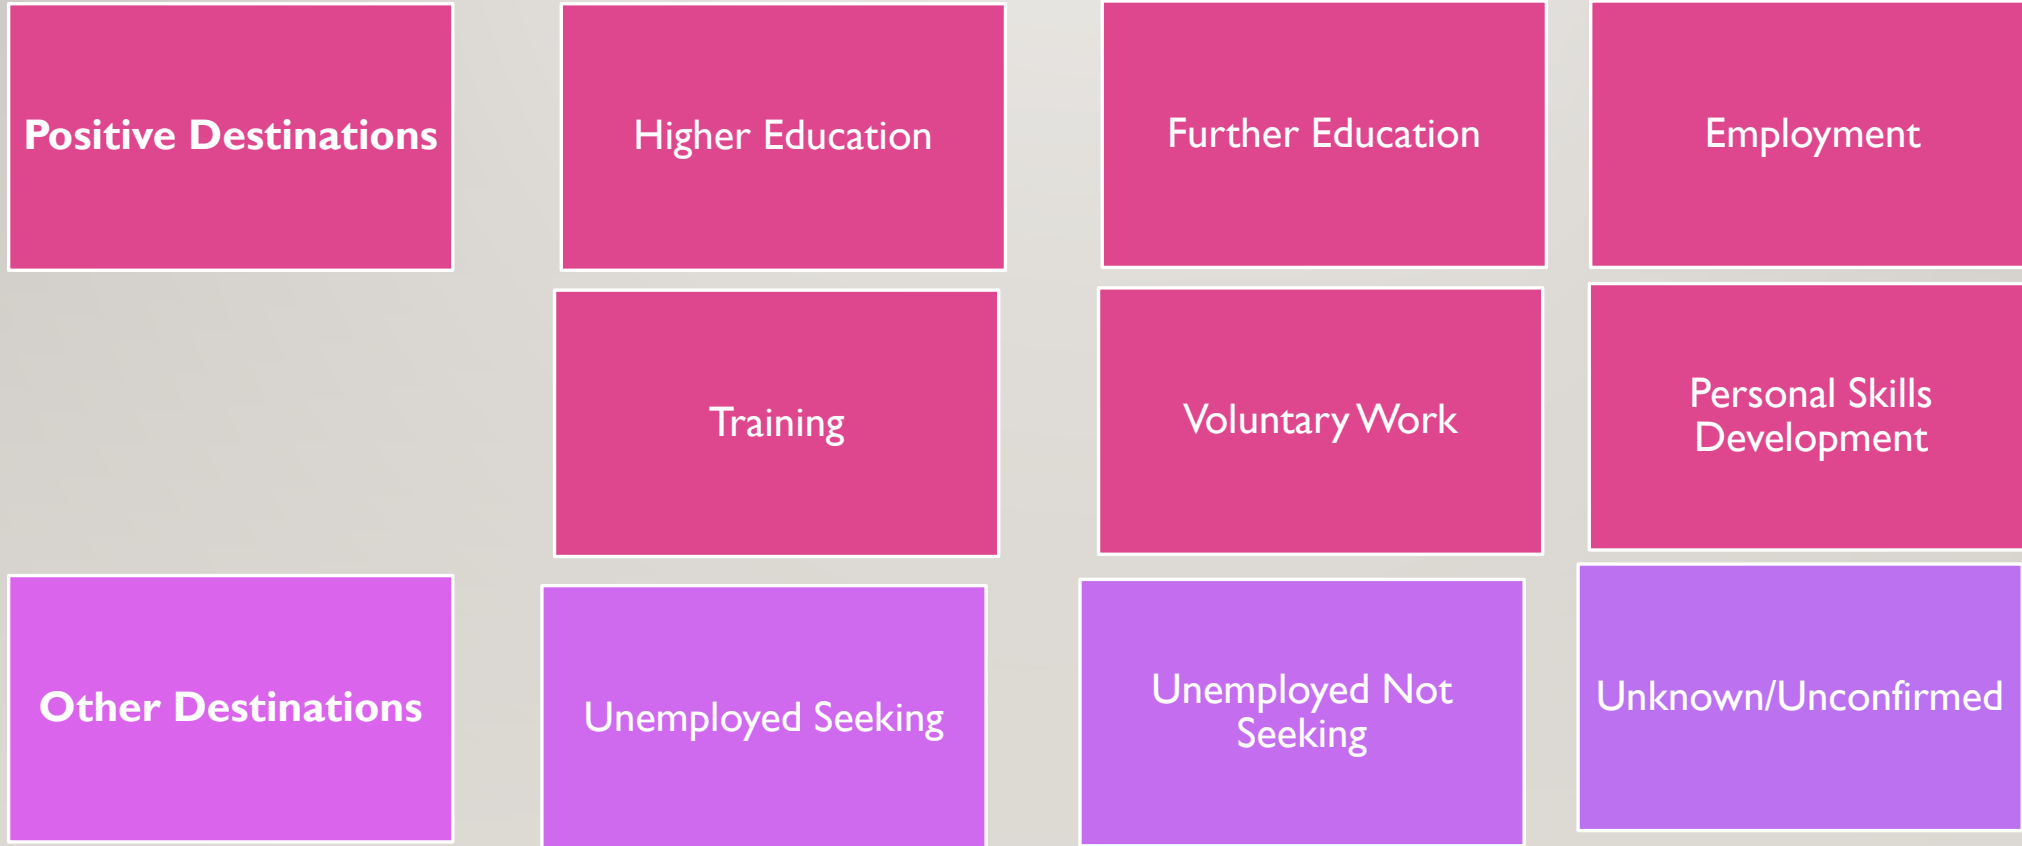 Positive Destinations
Higher Education
Further Education
Employment
Training
Voluntary Work
Personal Skills
Development
Other Destinations
Unemployed Seeking
Unemployed Not
Seeking
Unknown/Unconfirmed